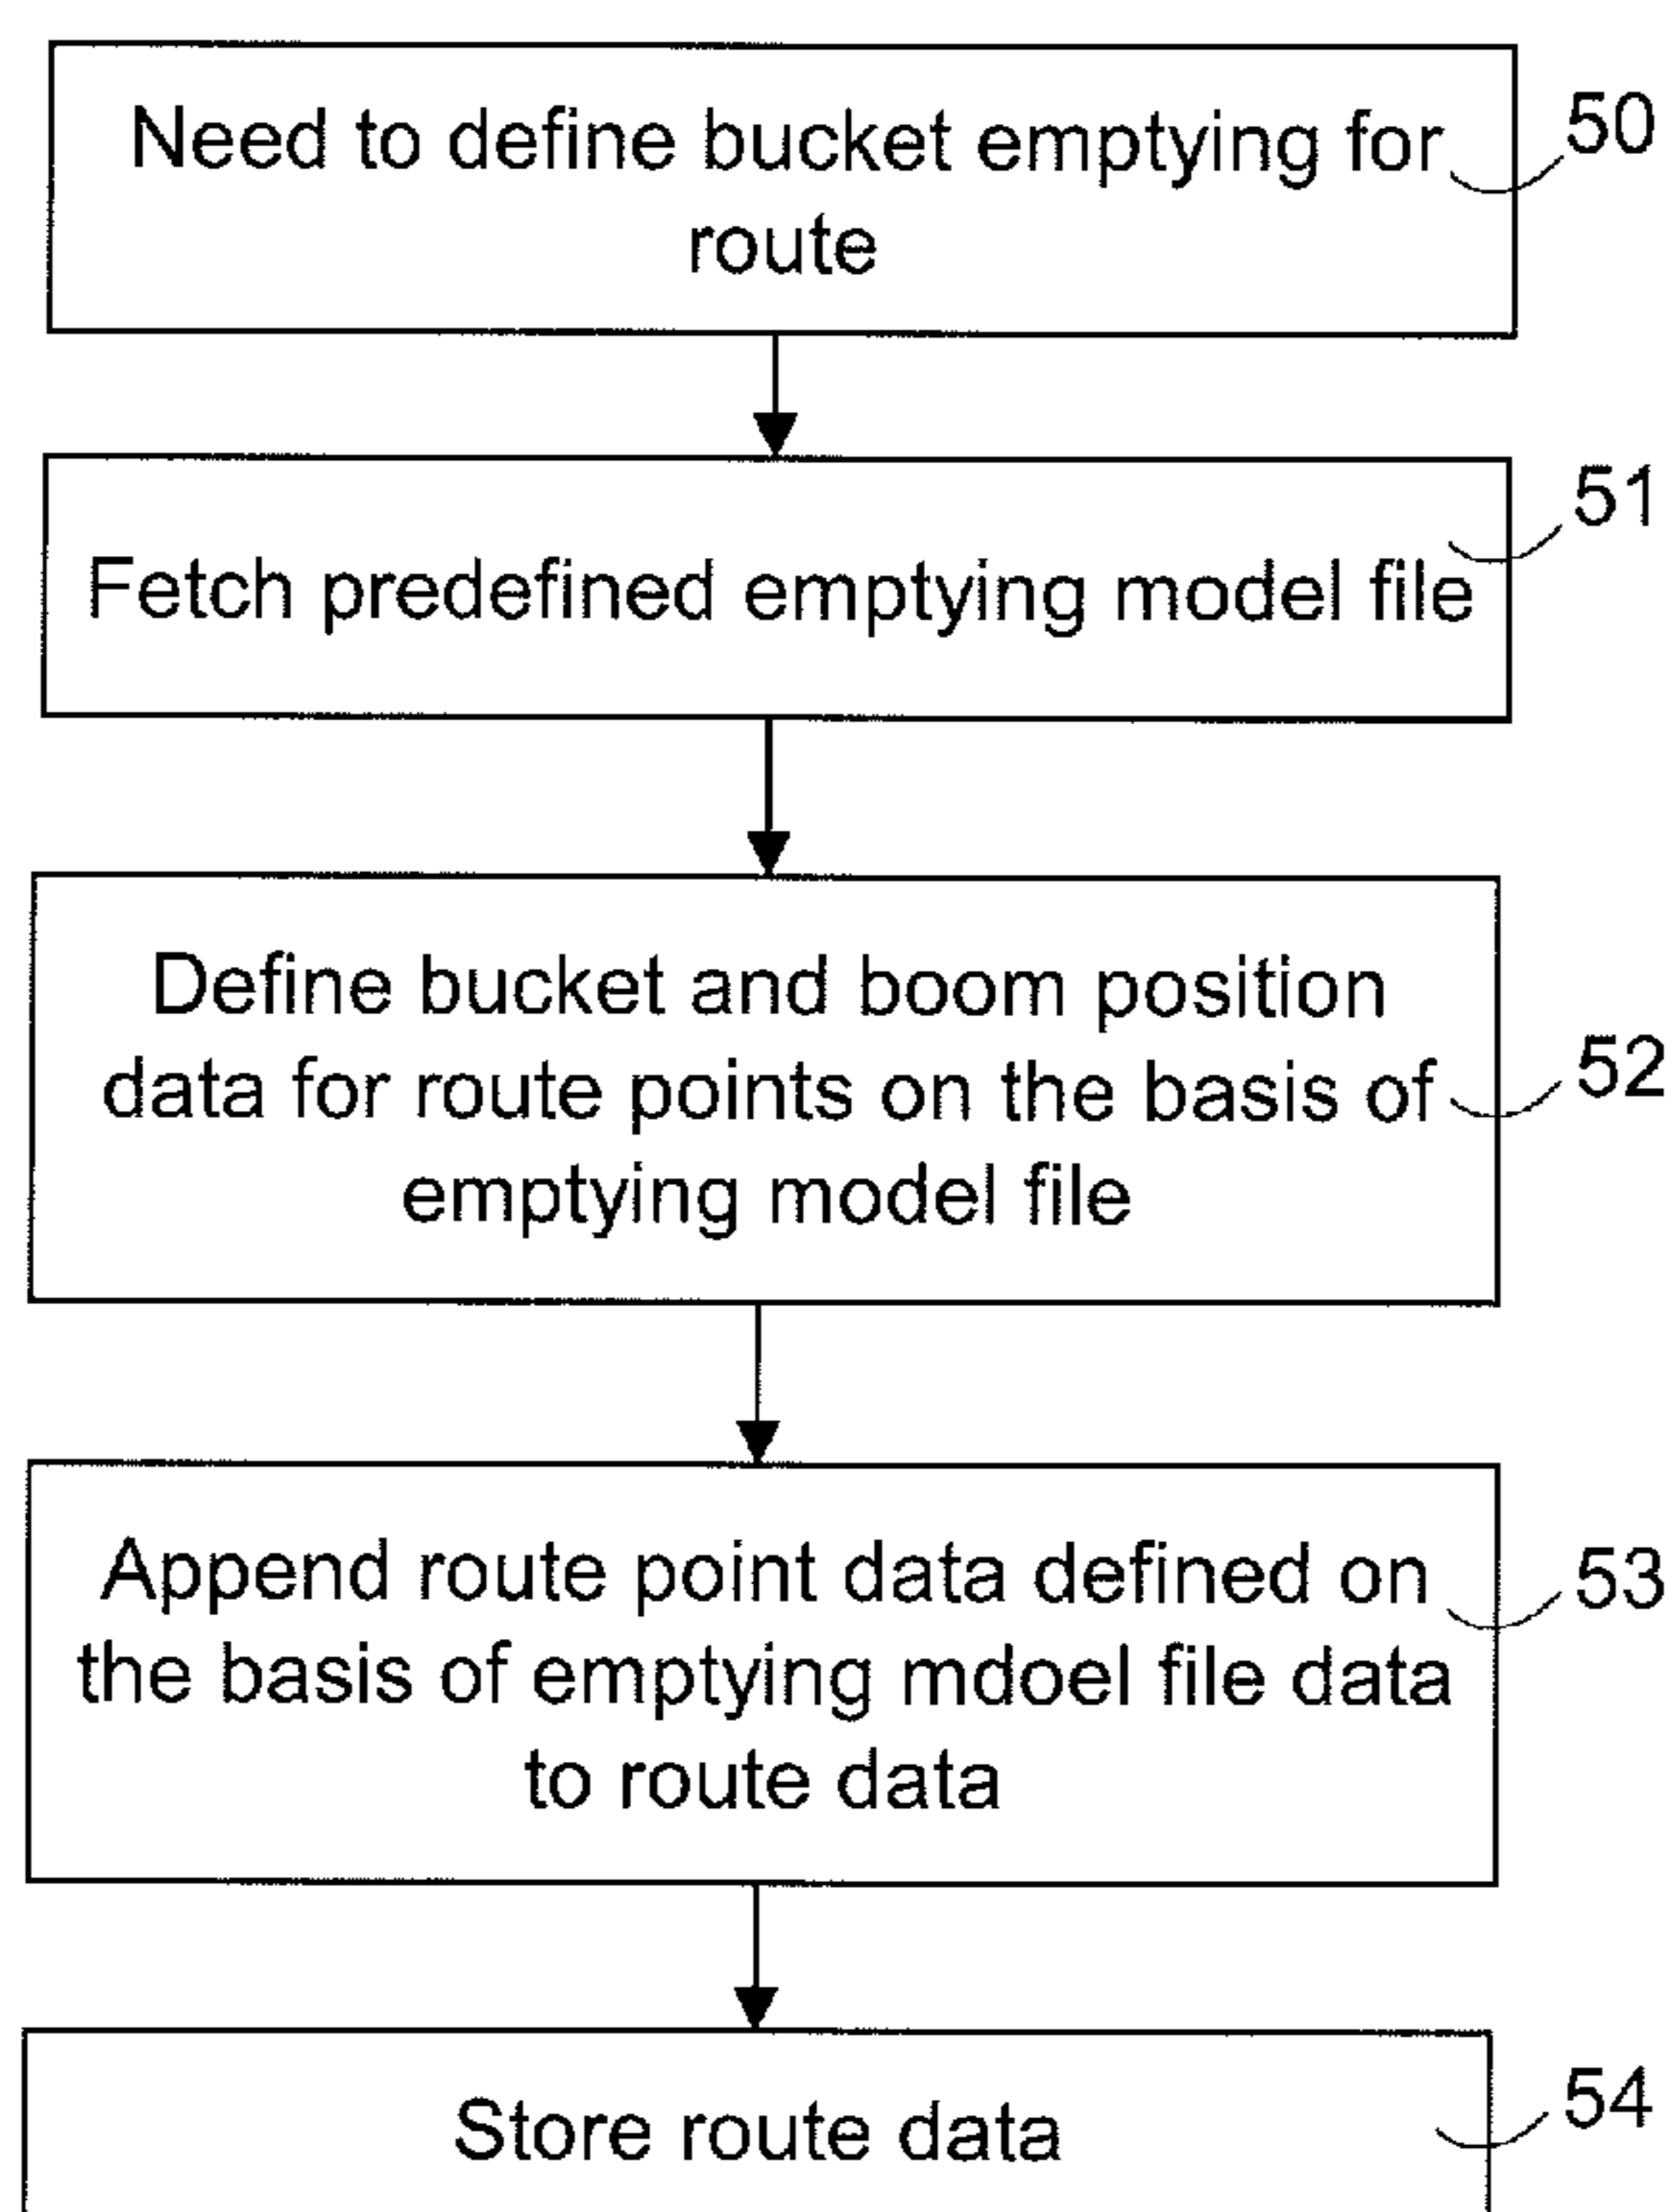 Need to define bucket emptying for
route
50
Fetch predefined emptying model file
51
Define bucket and boom position
data for route points on the basis of
emptying model file
52
Append route point data defined on
the basis of emptying mdoel file data
to route data
53
Store route data
54